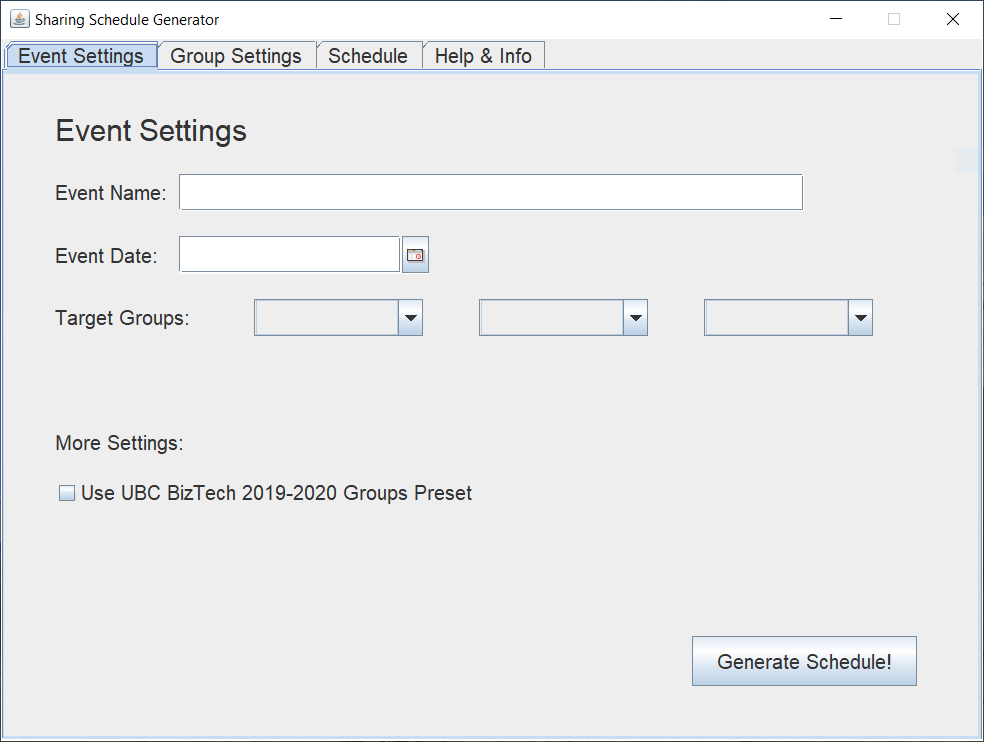 Sharing Schedule Generator
Event Settings Group Settings Schedule Help & Info
Event Settings
Event Name:
Event Date:
Target Groups:
More Settings:
Use UBC BizTech 2019-2020 Groups Preset
Generate Schedule!